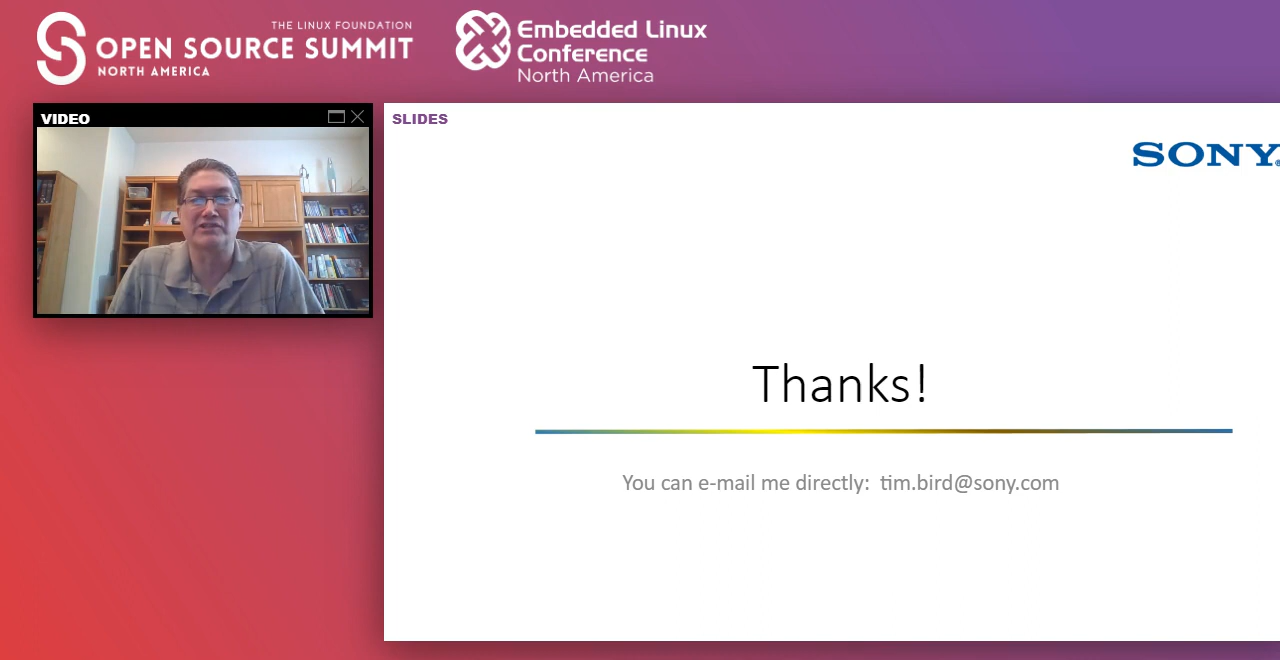 THE LINUX FOUNDATION
OPEN SOURCE SUMMIT
NORTH AMERICA
Embedded Linux
Conference
North America
VIDEO
SLIDES
SONY
Thanks!
You can e-mail me directly: tim.bird@sony.com